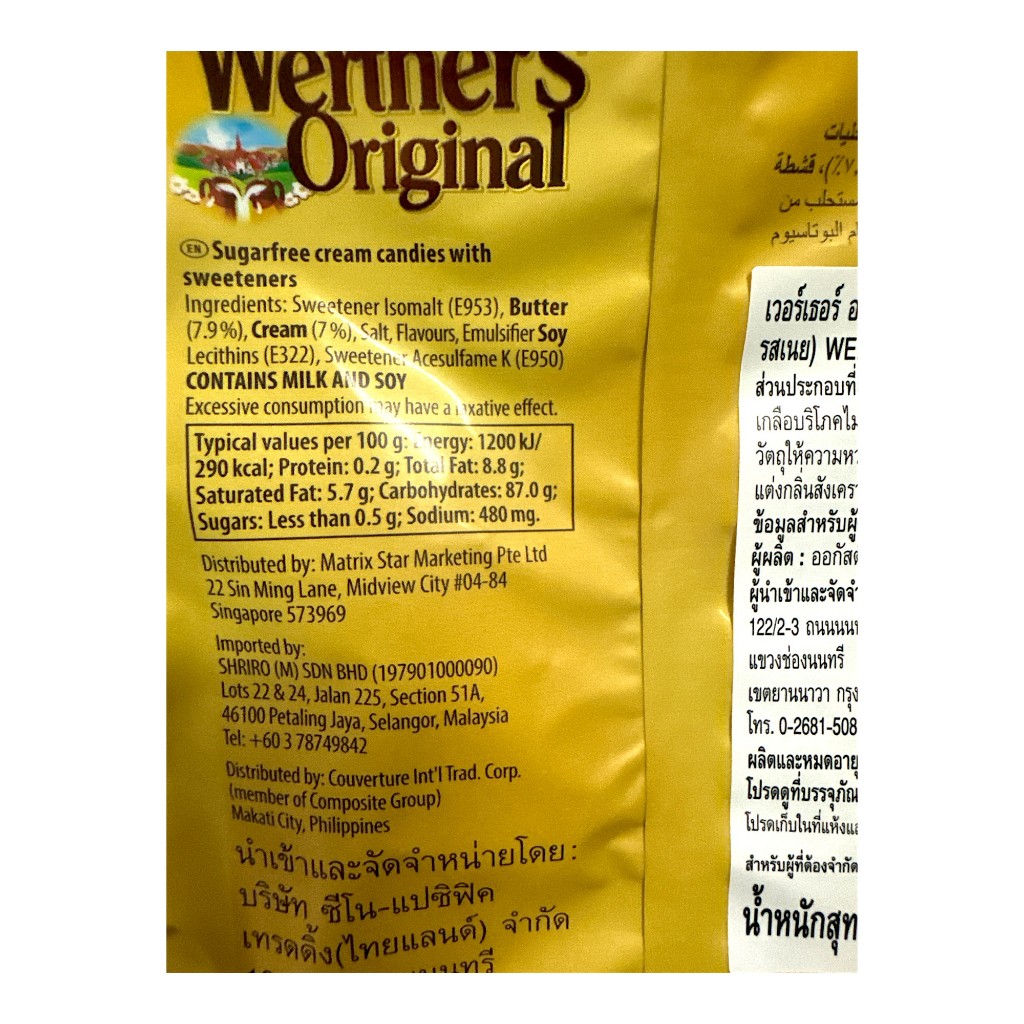 Werther's
Original
EN Sugarfree cream candies with
sweeteners
Ingredients: Sweetener Isomalt (E953), Butter
(7.9%), Cream (7%), Salt, Flavours, Emulsifier Soy
Lecithins (E322), Sweetener Acesulfame K (E950)
CONTAINS MILK AND SOY
Excessive consumption may have a laxative effect.
Typical values per 100 g: Energy: 1200 kJ/
290 kcal; Protein: 0.2 g; Total Fat: 8.8 g;
Saturated Fat: 5.7 g; Carbohydrates: 87.0 g;
Sugars: Less than 0.5 g; Sodium: 480 mg.
Distributed by: Matrix Star Marketing Pte Ltd
22 Sin Ming Lane, Midview City #04-84
Singapore 573969
Imported by:
SHRIRO (M) SDN BHD (197901000090)
Lots 22 & 24, Jalan 225, Section 51A,
46100 Petaling Jaya, Selangor, Malaysia
Tel: +60 3 78749842
Distributed by: Couverture Int'l Trad. Corp.
(member of Composite Group)
Makati City, Philippines
นำเข้าและจัดจำหน่ายโดย :
บริษัท ซีโน-แปซิฟิค
เทรดดิ้ง(ไทยแลนด์) จำกัด
قشطة
مستحلب من
البوتاسيوم
เวอร์เธอร์ อ
รสเนย) WE
ส่วนประกอบที่
เกลือบริโภคไม
วัตถุให้ความหว
แต่งกลิ่นสังเครา
ข้อมูลสำหรับผู้
ผู้ผลิต : ออกัสต
ผู้นำเข้าและจัดจำ
122/2-3 ถนนนน
แขวงช่องนนทรี
เขตยานนาวา กรุง
โทร. 0-2681-508
ผลิตและหมดอายุ
โปรดดูที่บรรจุภัณ
โปรดเก็บในที่แห้งและ
สำหรับผู้ที่ต้องจำกัด
น้ำหนักสุท